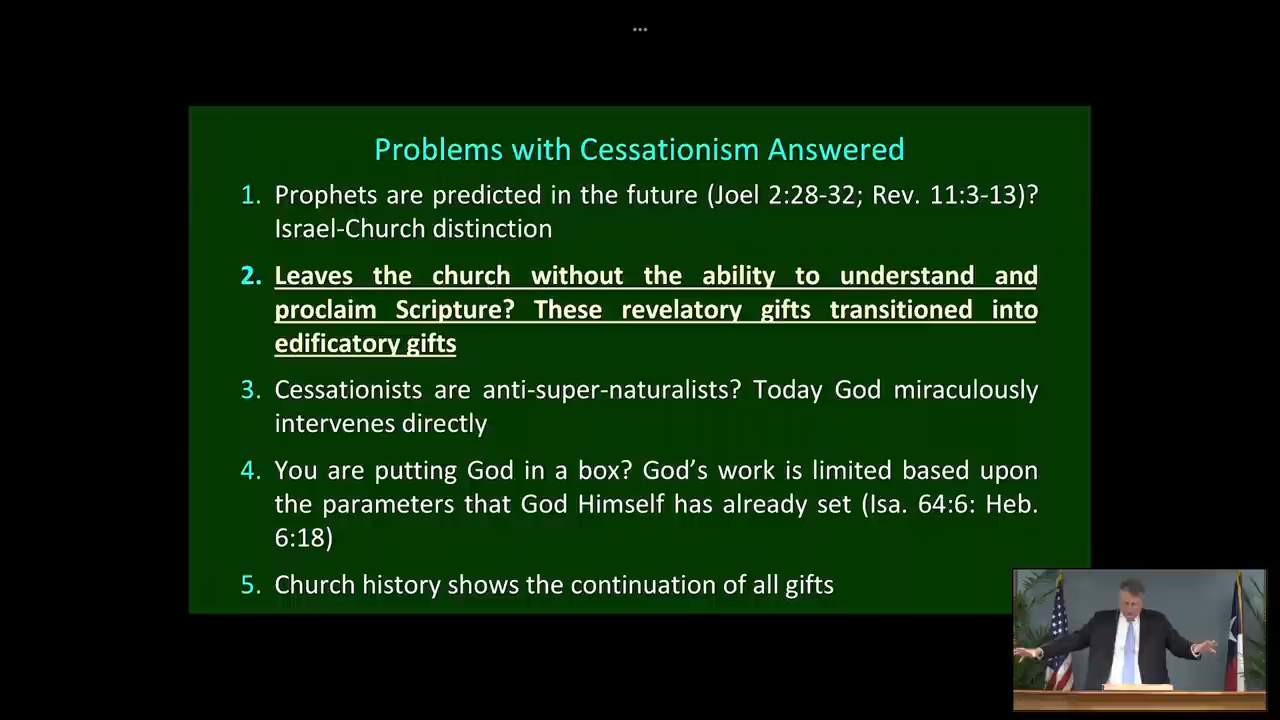 ...
Problems with Cessationism Answered
1. Prophets are predicted in the future (Joel 2:28-32; Rev. 11:3-13)?
Israel-Church distinction
2. Leaves the church without the ability to understand and
proclaim Scripture? These revelatory gifts transitioned into
edificatory gifts
3. Cessationists are anti-super-naturalists? Today God miraculously
intervenes directly
4. You are putting God in a box? God’s work is limited based upon
the parameters that God Himself has already set (Isa. 64:6: Heb.
6:18)
5. Church history shows the continuation of all gifts